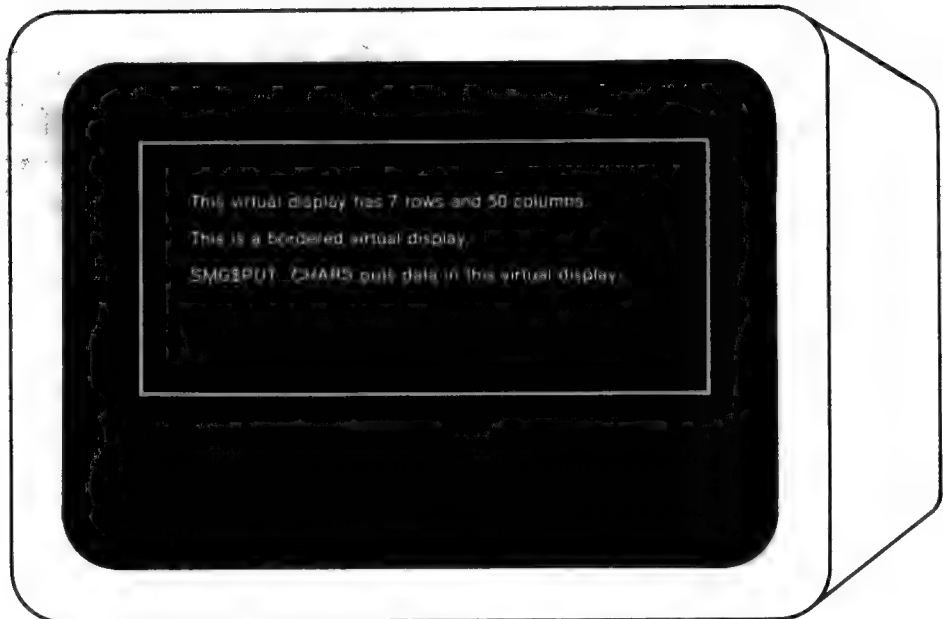 This virtual display has 7 rows and 50 columns.
This is a bordered virtual display.
SMG$PUT_CHARS puts data in this virtual display.